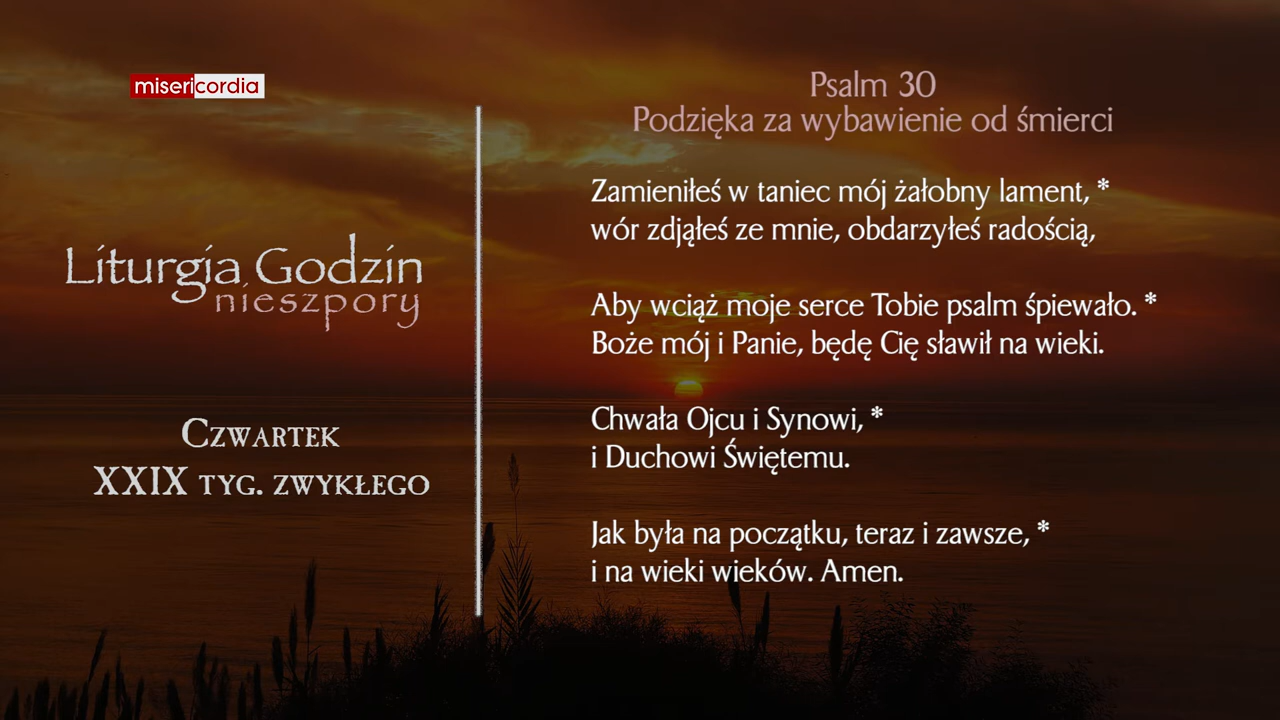 misericordia
Liturgia Godzin
nieszpory
Czwartek
XXIX tyg. zwykłego
Psalm 30
Podzięka za wybawienie od śmierci
Zamieniłeś w taniec mój żałobny lament, *
wór zdjąłeś ze mnie, obdarzyłeś radością,
Aby wciąż moje serce Tobie psalm śpiewało. *
Boże mój i Panie, będę Cię sławił na wieki.
Chwała Ojcu i Synowi, *
i Duchowi Świętemu.
Jak była na początku, teraz i zawsze, *
i na wieki wieków. Amen.